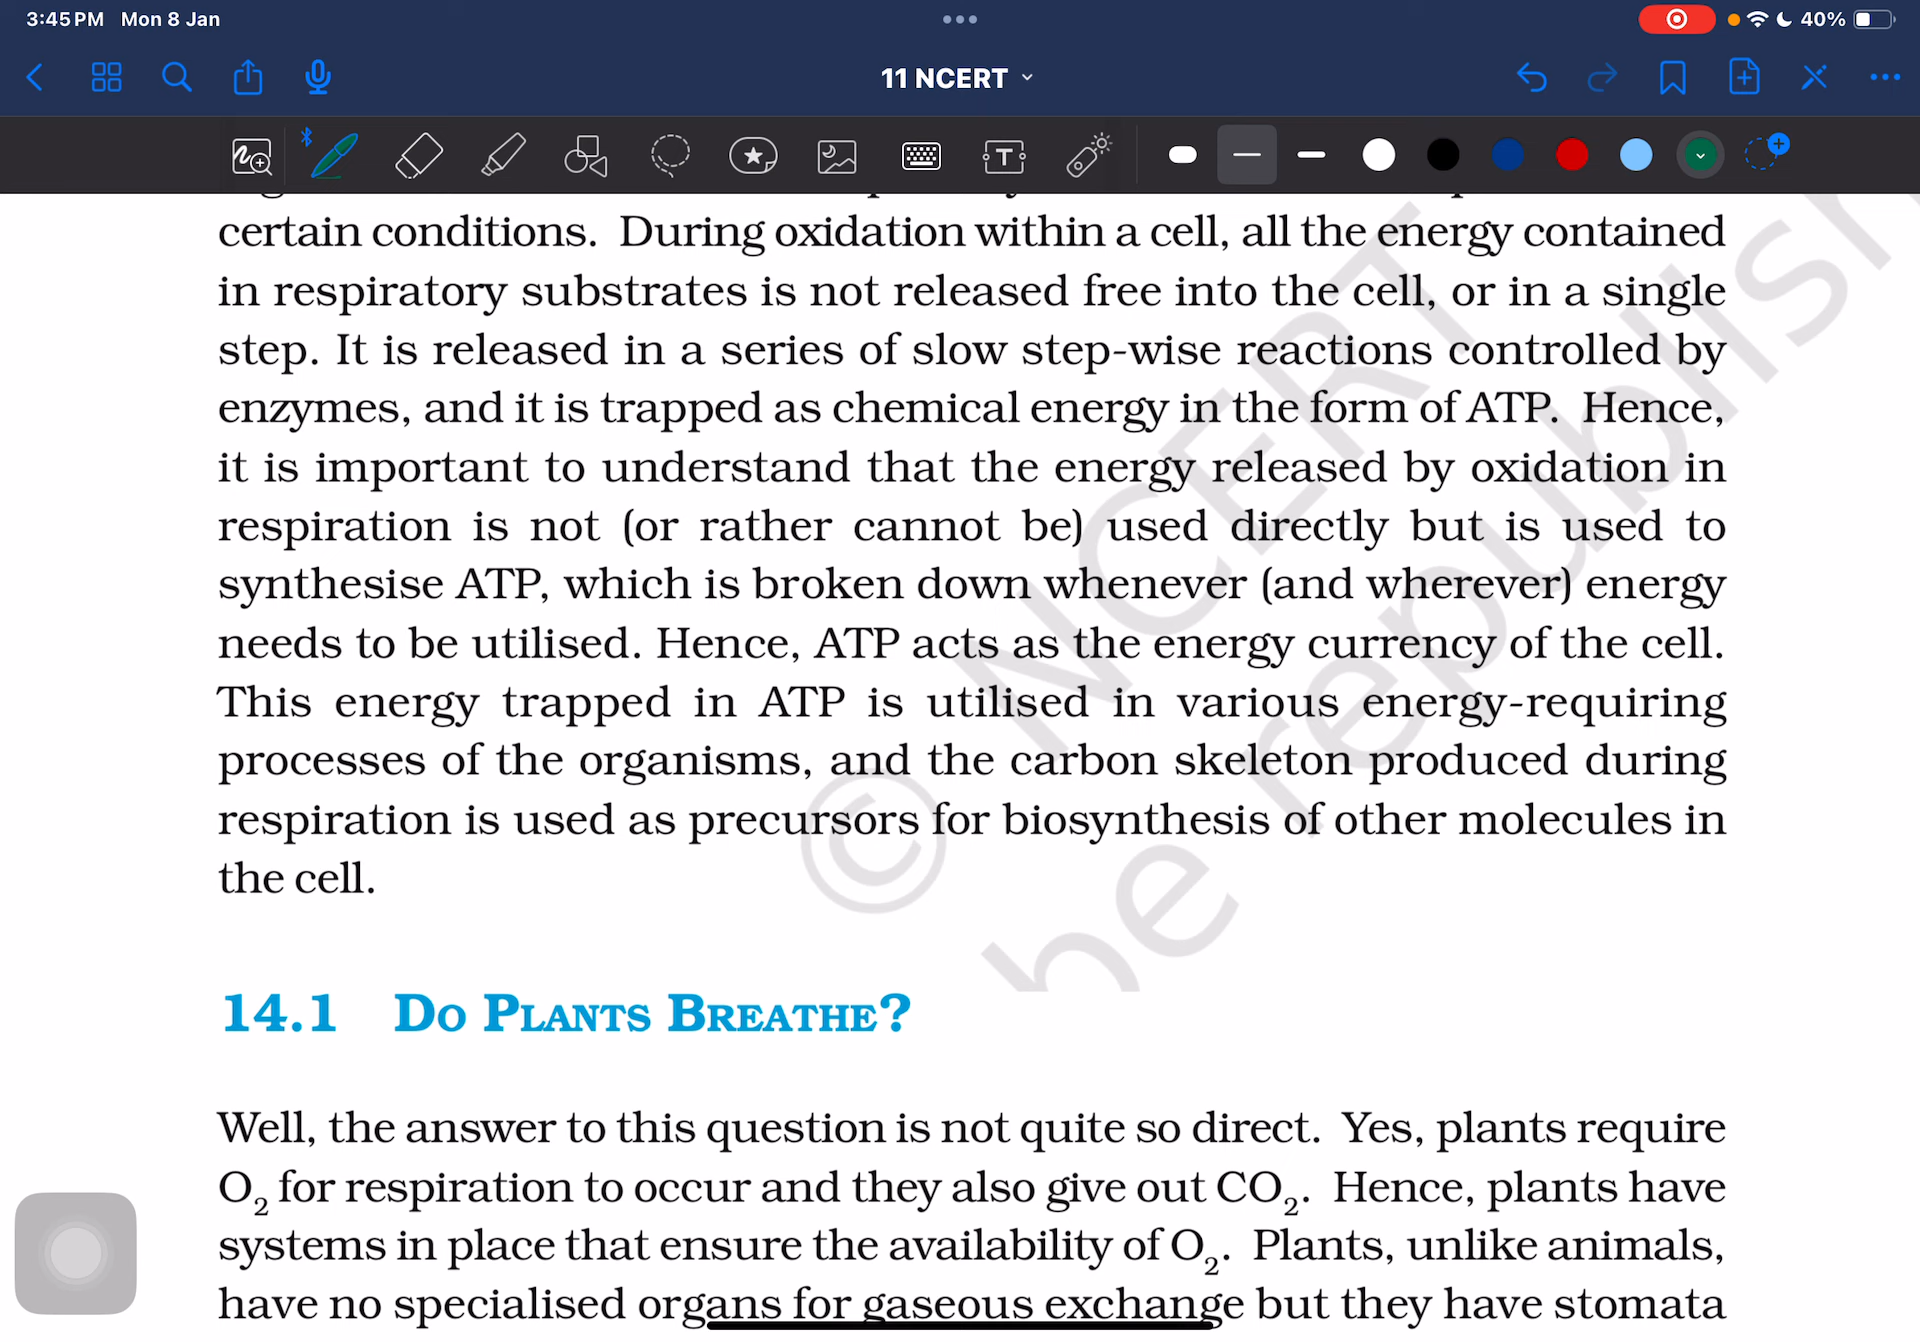 3:45 PM Mon 8 Jan
40%
11 NCERT
T
certain conditions. During oxidation within a cell, all the energy contained
in respiratory substrates is not released free into the cell, or in a single
step. It is released in a series of slow step-wise reactions controlled by
enzymes, and it is trapped as chemical energy in the form of ATP. Hence,
it is important to understand that the energy released by oxidation in
respiration is not (or rather cannot be) used directly but is used to
synthesise ATP, which is broken down whenever (and wherever) energy
needs to be utilised. Hence, ATP acts as the energy currency of the cell.
This energy trapped in ATP is utilised in various energy-requiring
processes of the organisms, and the carbon skeleton produced during
respiration is used as precursors for biosynthesis of other molecules in
the cell.
14.1 DO PLANTS BREATHE?
Well, the answer to this question is not quite so direct. Yes, plants require
O₂ for respiration to occur and they also give out CO₂. Hence, plants have
systems in place that ensure the availability of O₂. Plants, unlike animals,
have no specialised organs for gaseous exchange but they have stomata
© NCERT
be republish